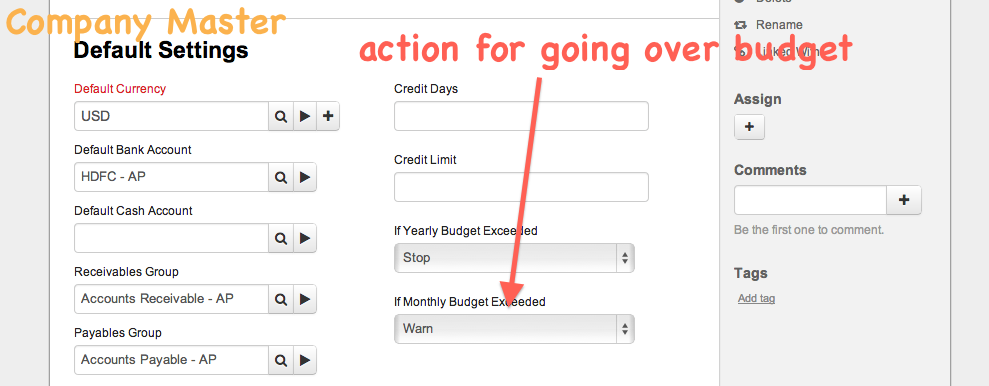 Company Master
Default Settings
action for going over budget
Default Currency
USD
Default Bank Account
HDFC - AP
Default Cash Account
Receivables Group
Accounts Receivable - AP
Payables Group
Accounts Payable - AP
Credit Days
Credit Limit
If Yearly Budget Exceeded
Stop
If Monthly Budget Exceeded
Warn
Delete
Rename
Linked With
Assign
Comments
Be the first one to comment.
Tags
Add tag